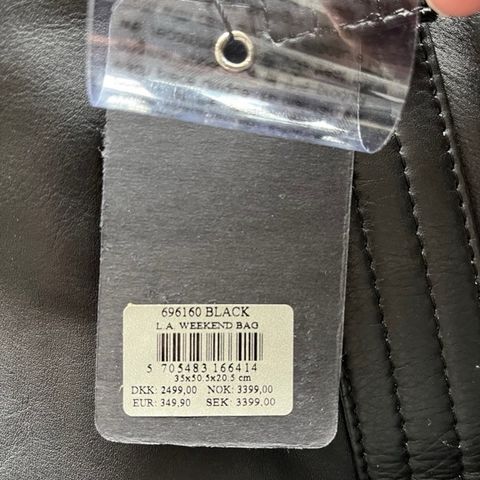 696160 BLACK
L.A. WEEKEND BAG
5 705483 166414
35x50,5x20,5 cm
DKK: 2499,00 NOK: 3399,00
EUR: 349,90 SEK: 3399,00